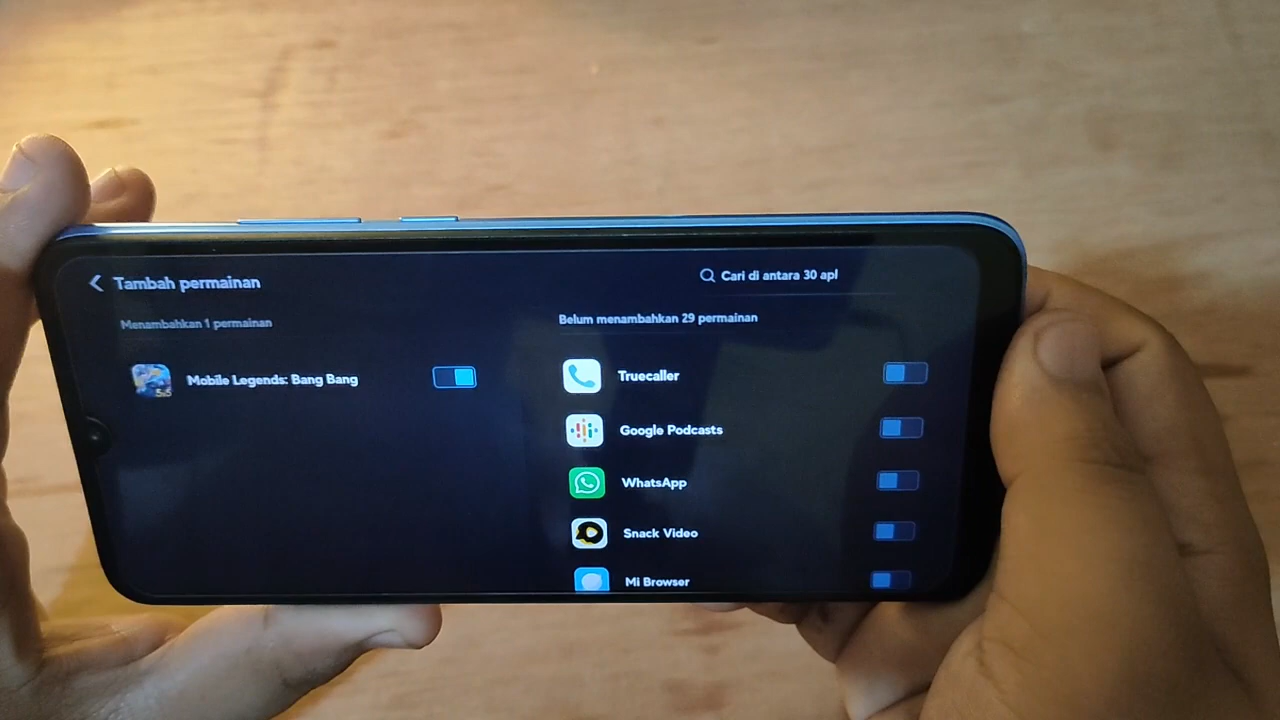 Tambah permainan
Cari di antara 30 apl
Menambahkan 1 permainan
Mobile Legends: Bang Bang
5v5
Belum menambahkan 29 permainan
Truecaller
Google Podcasts
WhatsApp
Snack Video
Mi Browser